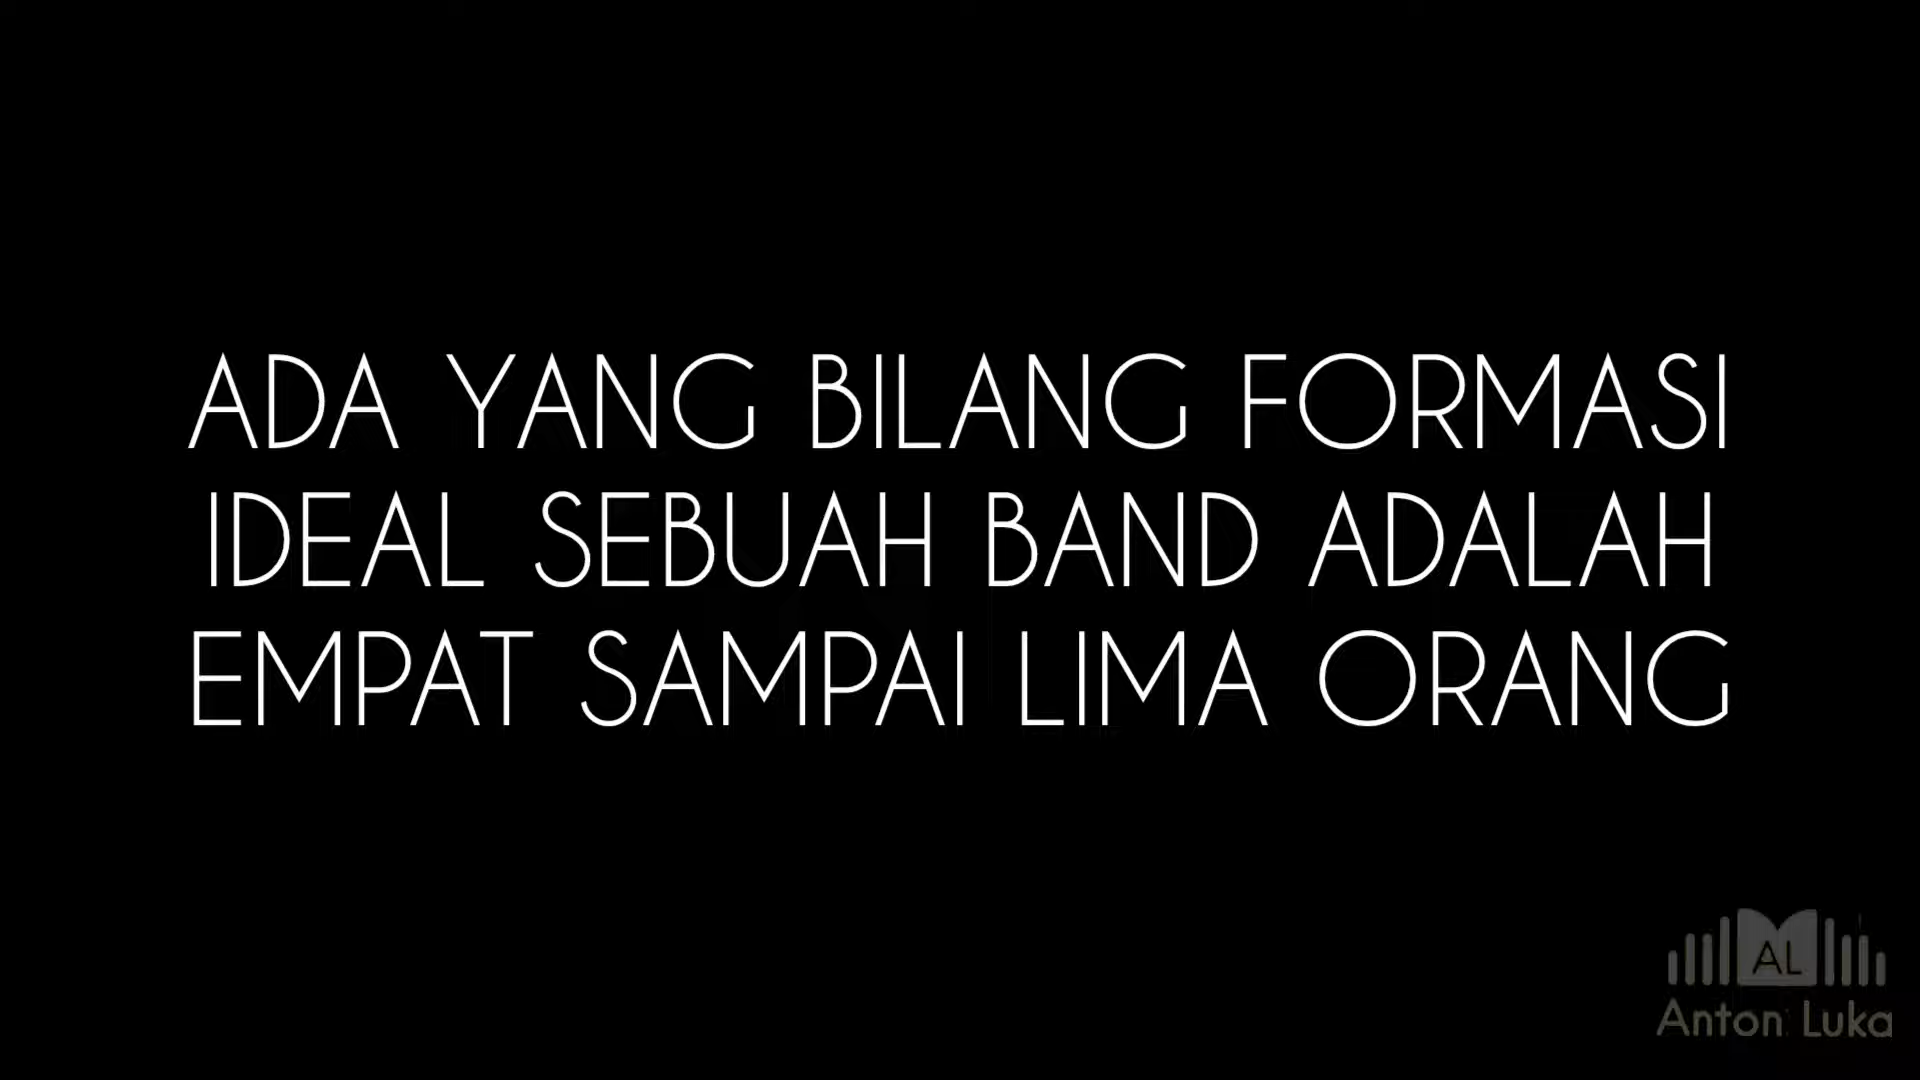 ADA YANG BILANG FORMASI
IDEAL SEBUAH BAND ADALAH
EMPAT SAMPAI LIMA ORANG
AL
Anton Luka